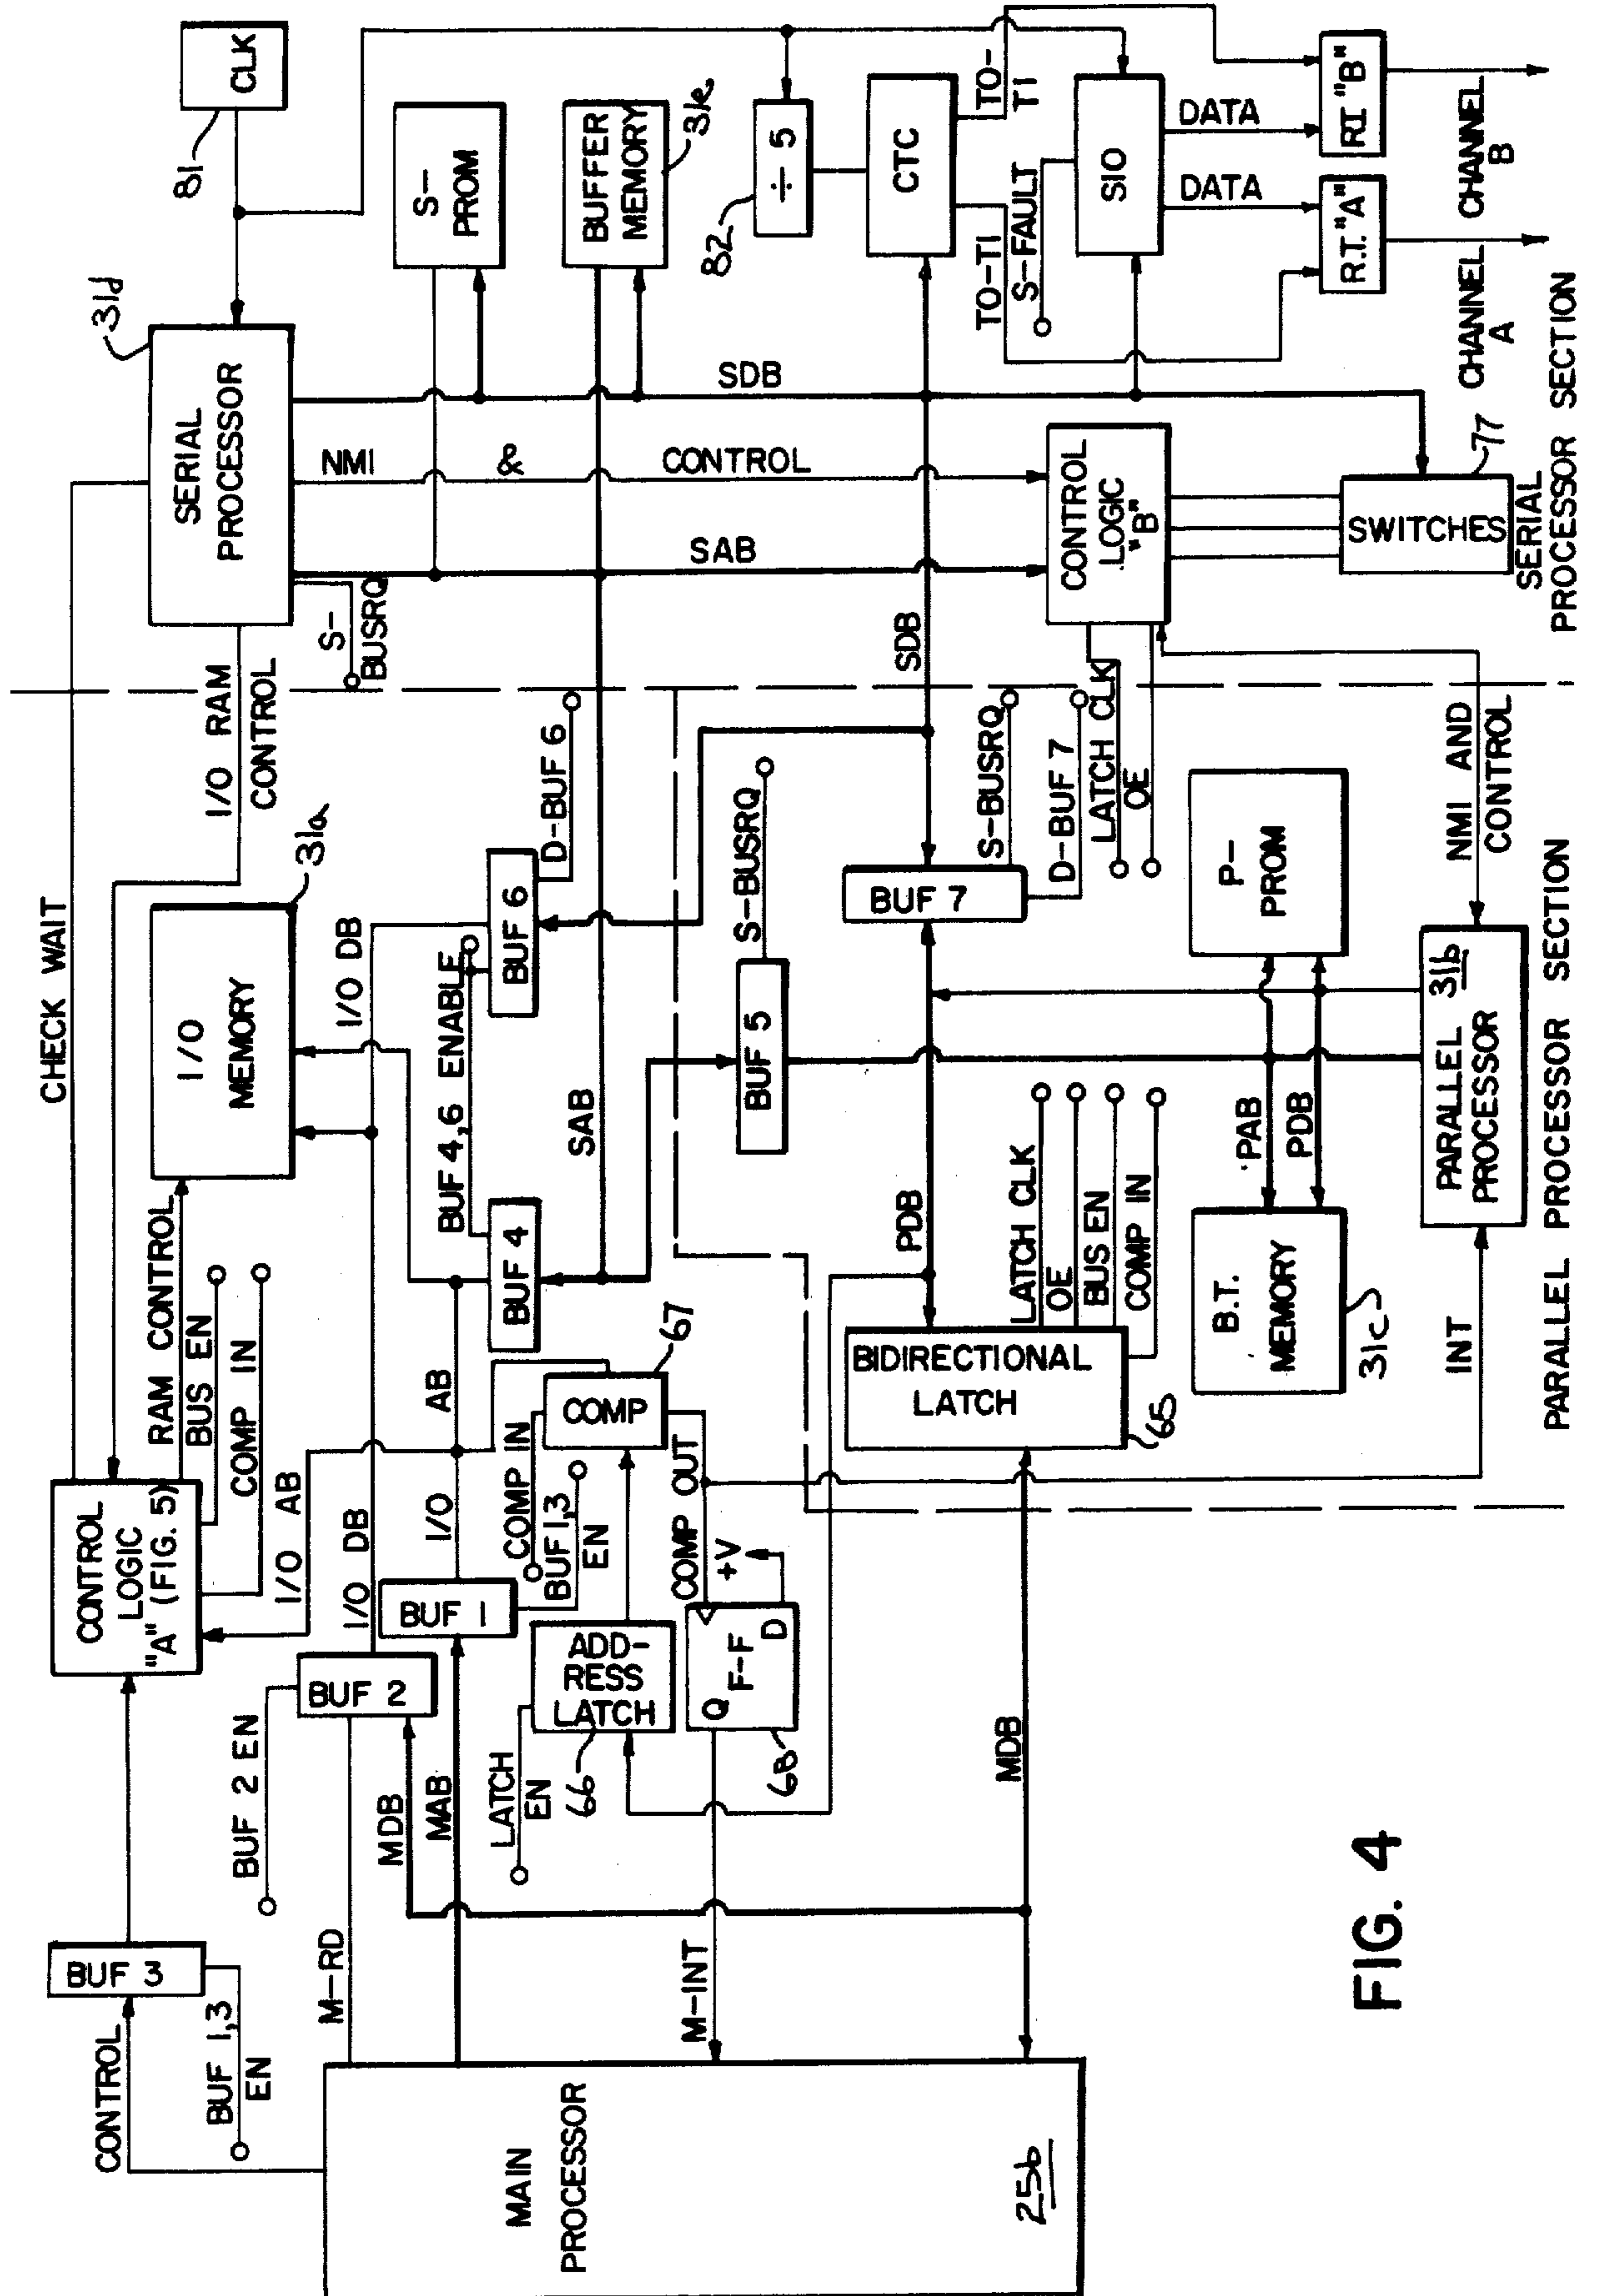 CONTROL
BUF 3
BUF 1,3
EN
MAIN
PROCESSOR
25b
M-RD
MDB
MAB
M-INT
MDB
BUF 2 EN
BUF 2
CONTROL
LOGIC
"A" (FIG. 5)
RAM CONTROL
BUS EN
COMP IN
I/O AB
I/O DB
BUF 1
I/O
AB
LATCH
EN
66
ADD-
RESS
LATCH
COMP IN
BUF 1,3
EN
COMP
67
COMP OUT
+V
Q
F-F
D
68
CHECK WAIT
I/O RAM
CONTROL
I/O
MEMORY
31a
I/O DB
BUF 4,6 ENABLE
BUF 4
BUF 6
D-BUF 6
SAB
BUF 5
S-BUSRQ
PDB
BIDIRECTIONAL
LATCH
65
LATCH CLK
OE
BUS EN
COMP IN
BUF 7
S-BUSRQ
D-BUF 7
LATCH CLK
OE
SDB
B.T.
MEMORY
31c
PAB
PDB
P-
PROM
INT
PARALLEL
PROCESSOR
31b
NMI AND
CONTROL
PARALLEL PROCESSOR SECTION
SERIAL
PROCESSOR
31d
S-
BUSRQ
NMI & CONTROL
SAB
SDB
CLK
81
S-
PROM
BUFFER
MEMORY
31e
÷ 5
82
CTC
TO-TI
TO-
TI
S-FAULT
SIO
DATA
DATA
R.T. "A"
RI "B"
CHANNEL
A
CHANNEL
B
CONTROL
LOGIC
"B"
SWITCHES
77
SERIAL
PROCESSOR SECTION
FIG. 4